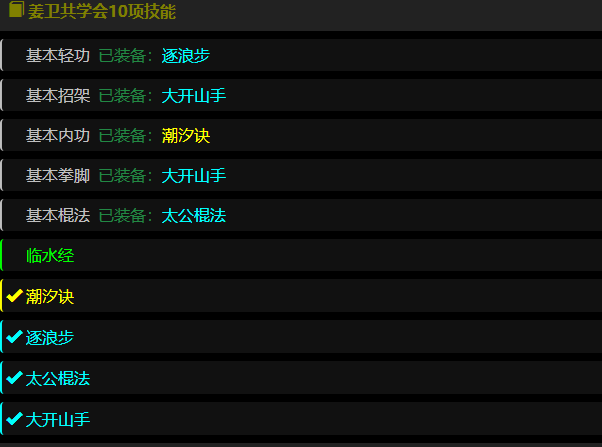 姜卫共学会10项技能
基本轻功 已装备：逐浪步
基本招架 已装备：大开山手
基本内功 已装备：潮汐诀
基本拳脚 已装备：大开山手
基本棍法 已装备：太公棍法
临水经
潮汐诀
逐浪步
太公棍法
大开山手